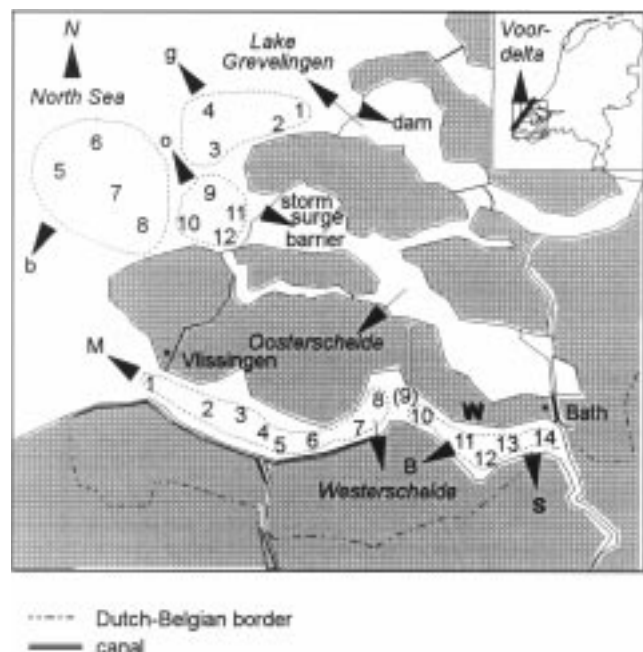 N
North Sea
g
Lake
Grevelingen
Voor-
delta
dam
4
1
2
3
o
6
5
7
8
9
10
11
12
storm
surge
barrier
b
Oosterschelde
M
Vlissingen
1
2
3
4
5
6
7
8
(9)
10
W
Bath
11
12
13
14
B
Westerschelde
s
Dutch-Belgian border
canal